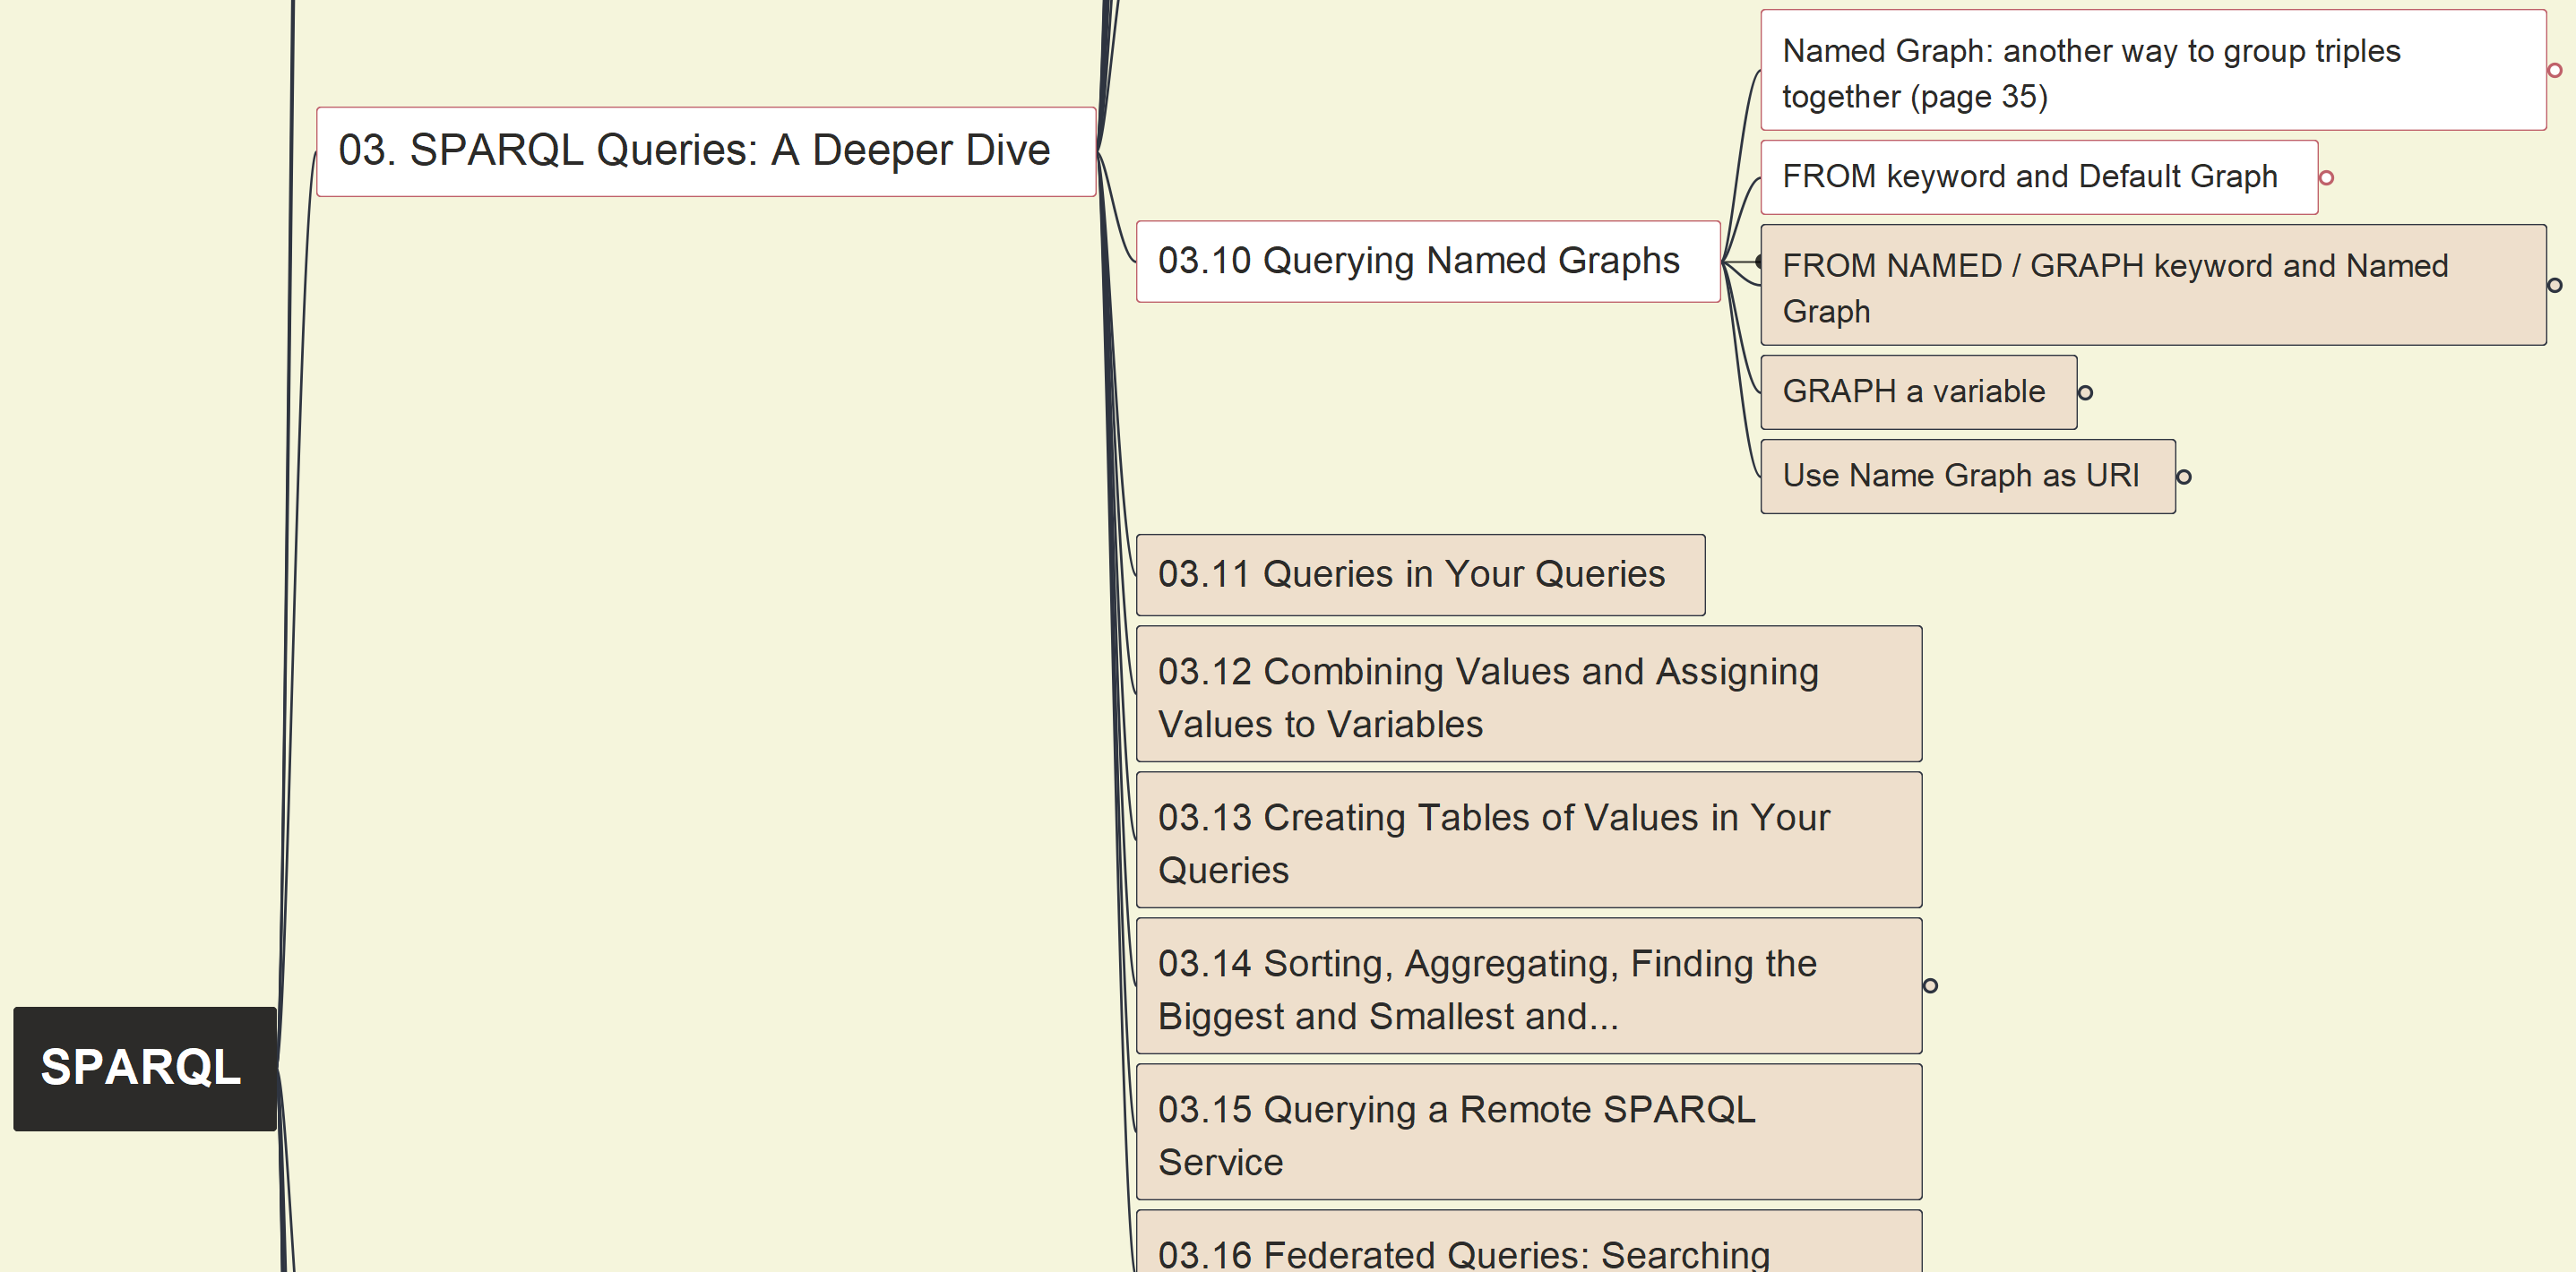 Named Graph: another way to group triples
together (page 35)
03. SPARQL Queries: A Deeper Dive
FROM keyword and Default Graph
03.10 Querying Named Graphs
FROM NAMED / GRAPH keyword and Named
Graph
GRAPH a variable
Use Name Graph as URI
03.11 Queries in Your Queries
03.12 Combining Values and Assigning
Values to Variables
03.13 Creating Tables of Values in Your
Queries
03.14 Sorting, Aggregating, Finding the
Biggest and Smallest and...
SPARQL
03.15 Querying a Remote SPARQL
Service
03.16 Federated Queries: Searching